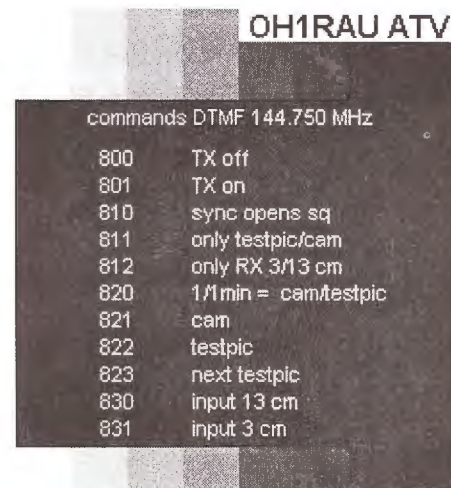 OH1RAU ATV
commands DTMF 144.750 MHz
800 TX off
801 TX on
810 sync opens sq
811 only testpic/cam
812 only RX 3/13 cm
820 1/1min = cam/testpic
821 cam
822 testpic
823 next testpic
830 input 13 cm
831 input 3 cm